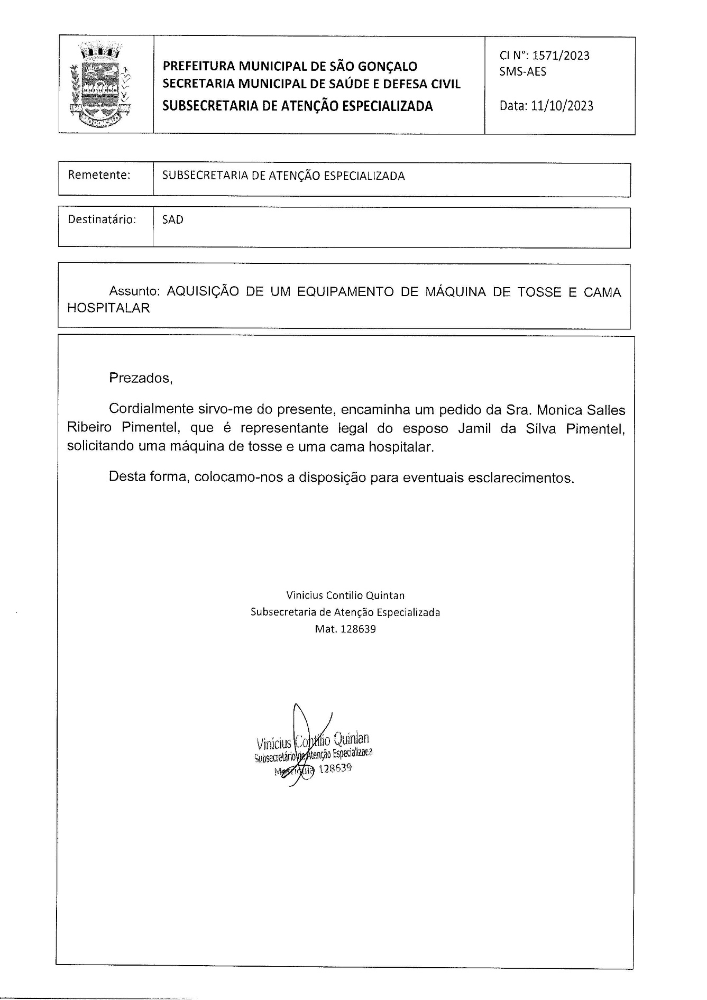 PREFEITURA MUNICIPAL DE SÃO GONÇALO
SECRETARIA MUNICIPAL DE SAÚDE E DEFESA CIVIL
SUBSECRETARIA DE ATENÇÃO ESPECIALIZADA
CI N°: 1571/2023
SMS-AES
Data: 11/10/2023
SÃO GONÇALO
Remetente: SUBSECRETARIA DE ATENÇÃO ESPECIALIZADA
Destinatário: SAD
Assunto: AQUISIÇÃO DE UM EQUIPAMENTO DE MÁQUINA DE TOSSE E CAMA
HOSPITALAR
Prezados,
Cordialmente sirvo-me do presente, encaminha um pedido da Sra. Monica Salles
Ribeiro Pimentel, que é representante legal do esposo Jamil da Silva Pimentel,
solicitando uma máquina de tosse e uma cama hospitalar.
Desta forma, colocamo-nos a disposição para eventuais esclarecimentos.
Vinicius Contilio Quintan
Subsecretaria de Atenção Especializada
Mat. 128639
Vinícius Contilio Quintan
Subsecretário de Atenção Especializada
Matrícula 128639